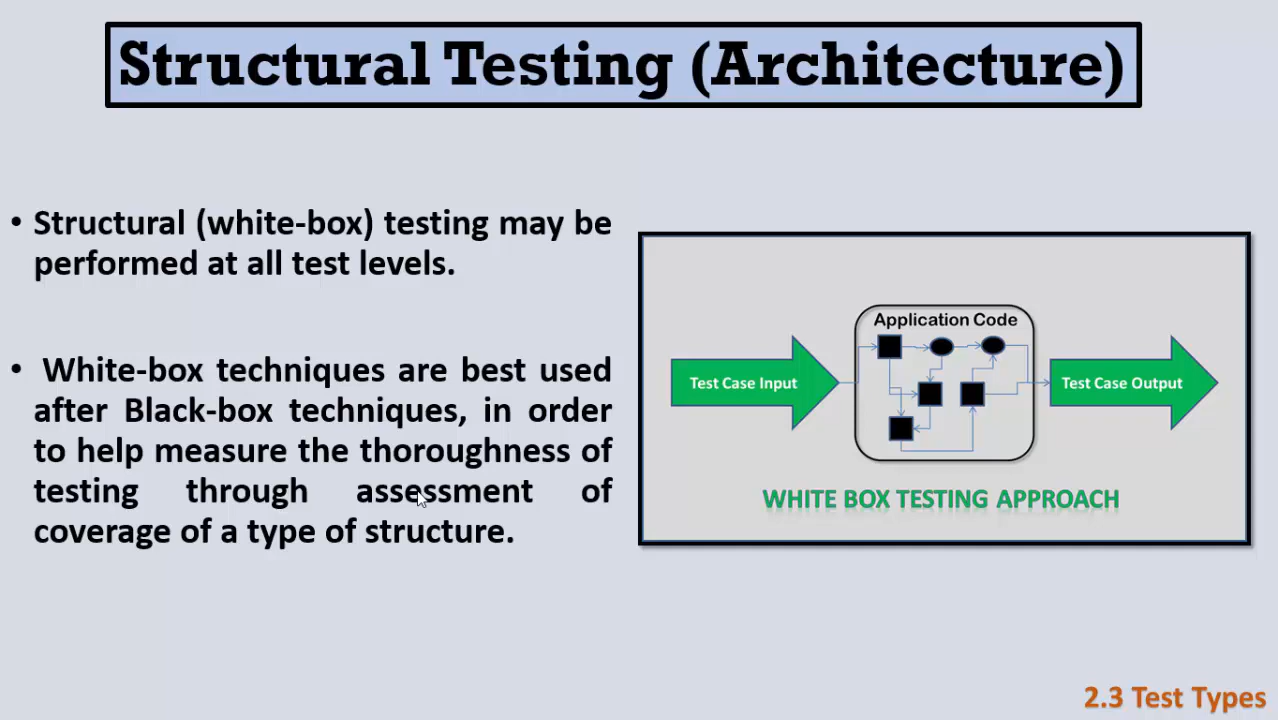 Structural Testing (Architecture)
• Structural (white-box) testing may be
performed at all test levels.
• White-box techniques are best used
after Black-box techniques, in order
to help measure the thoroughness of
testing through assessment of
coverage of a type of structure.
Application Code
Test Case Input
Test Case Output
WHITE BOX TESTING APPROACH
2.3 Test Types